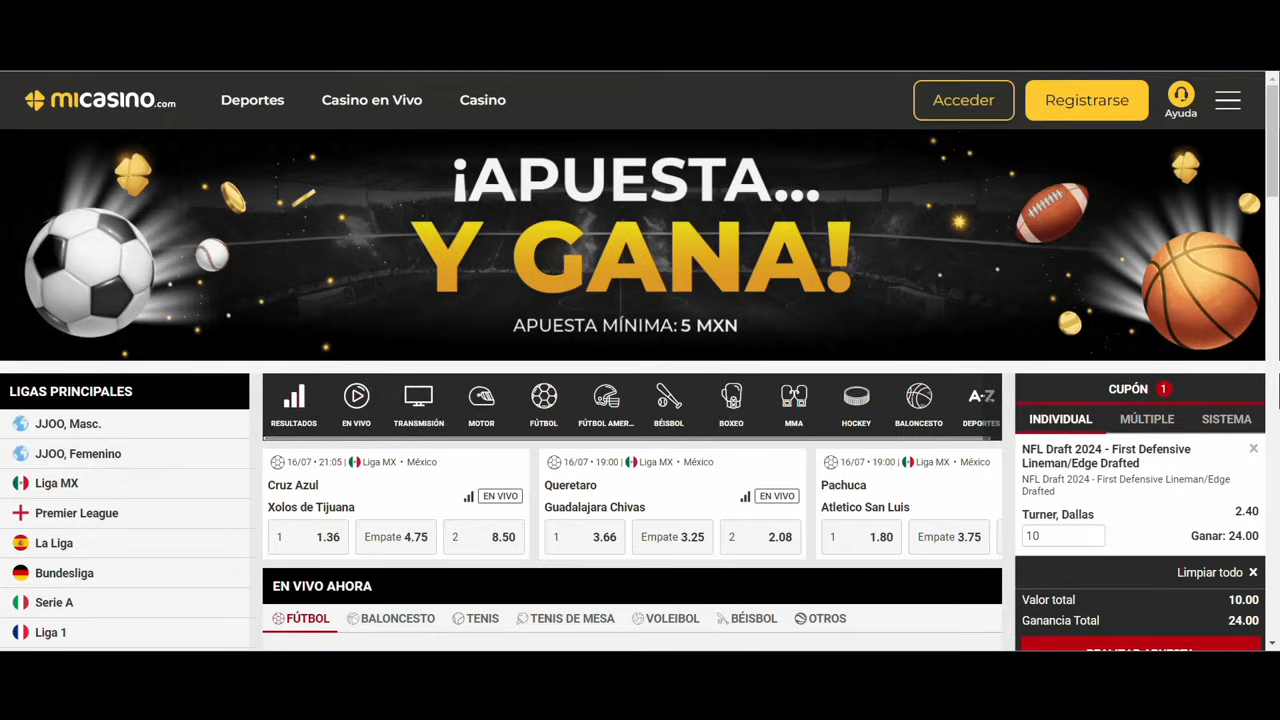 micasino.com
Deportes
Casino en Vivo
Casino
Acceder
Registrarse
Ayuda
¡APUESTA...
Y GANA!
APUESTA MÍNIMA: 5 MXN
LIGAS PRINCIPALES
JJOO, Masc.
JJOO, Femenino
Liga MX
Premier League
La Liga
Bundesliga
Serie A
Liga 1
RESULTADOS
EN VIVO
TRANSMISIÓN
MOTOR
FÚTBOL
FÚTBOL AMER...
BÉISBOL
BOXEO
MMA
HOCKEY
BALONCESTO
A-Z
DEPORTES
16/07 • 21:05 | Liga MX • México
Cruz Azul
Xolos de Tijuana
EN VIVO
1 1.36
Empate 4.75
2 8.50
16/07 • 19:00 | Liga MX • México
Queretaro
Guadalajara Chivas
EN VIVO
1 3.66
Empate 3.25
2 2.08
16/07 • 19:00 | Liga MX • México
Pachuca
Atletico San Luis
1 1.80
Empate 3.75
EN VIVO AHORA
FÚTBOL
BALONCESTO
TENIS
TENIS DE MESA
VOLEIBOL
BÉISBOL
OTROS
CUPÓN 1
INDIVIDUAL
MÚLTIPLE
SISTEMA
NFL Draft 2024 - First Defensive
Lineman/Edge Drafted
NFL Draft 2024 - First Defensive Lineman/Edge
Drafted
Turner, Dallas 2.40
10 Ganar: 24.00
Limpiar todo
Valor total 10.00
Ganancia Total 24.00